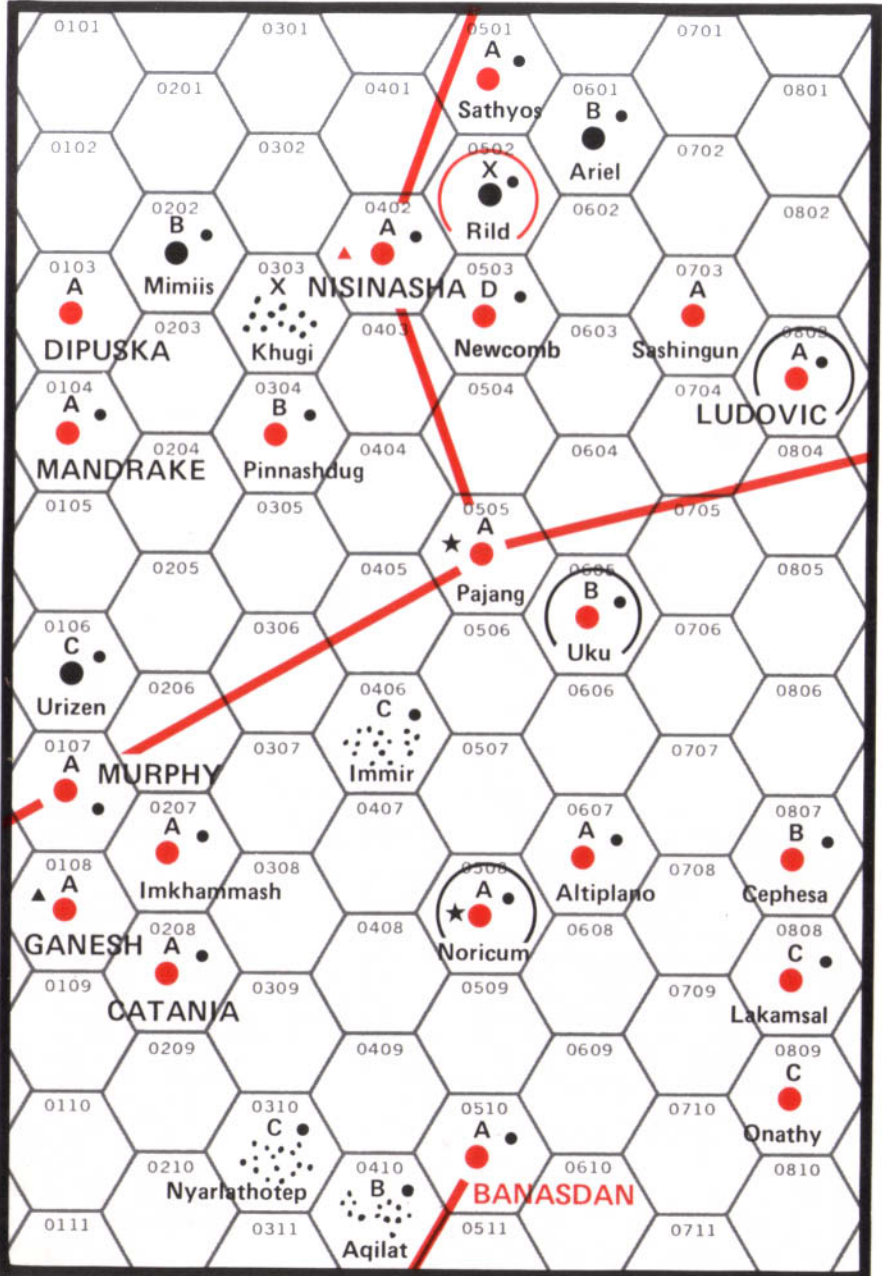 0101
0301
0501
0701
A
Sathyos
0201
0401
0601
B
Ariel
0801
0102
0302
0502
X
Rild
0702
0202
B
Mimiis
0402
A
NISINASHA
0602
0802
0103
A
DIPUSKA
0303
X
Khugi
0503
D
Newcomb
0703
A
Sashingun
0203
0403
0603
0803
A
LUDOVIC
0104
A
MANDRAKE
0304
B
Pinnashdug
0504
0704
0204
0404
0604
0804
0105
0305
0505
A
Pajang
0705
0205
0405
0605
B
Uku
0805
0106
C
Urizen
0306
0506
0706
0206
0406
C
Immir
0606
0806
0107
A
MURPHY
0307
0507
0707
0207
A
Imkhammash
0407
0607
A
Altiplano
0807
B
Cephesa
0108
A
GANESH
0308
0508
A
Noricum
0708
0208
A
CATANIA
0408
0608
0808
C
Lakamsal
0109
0309
0509
0709
0209
0409
0609
0809
C
Onathy
0110
0310
C
Nyarlathotep
0510
A
BANASDAN
0710
0210
0410
B
Aqilat
0610
0810
0111
0311
0511
0711